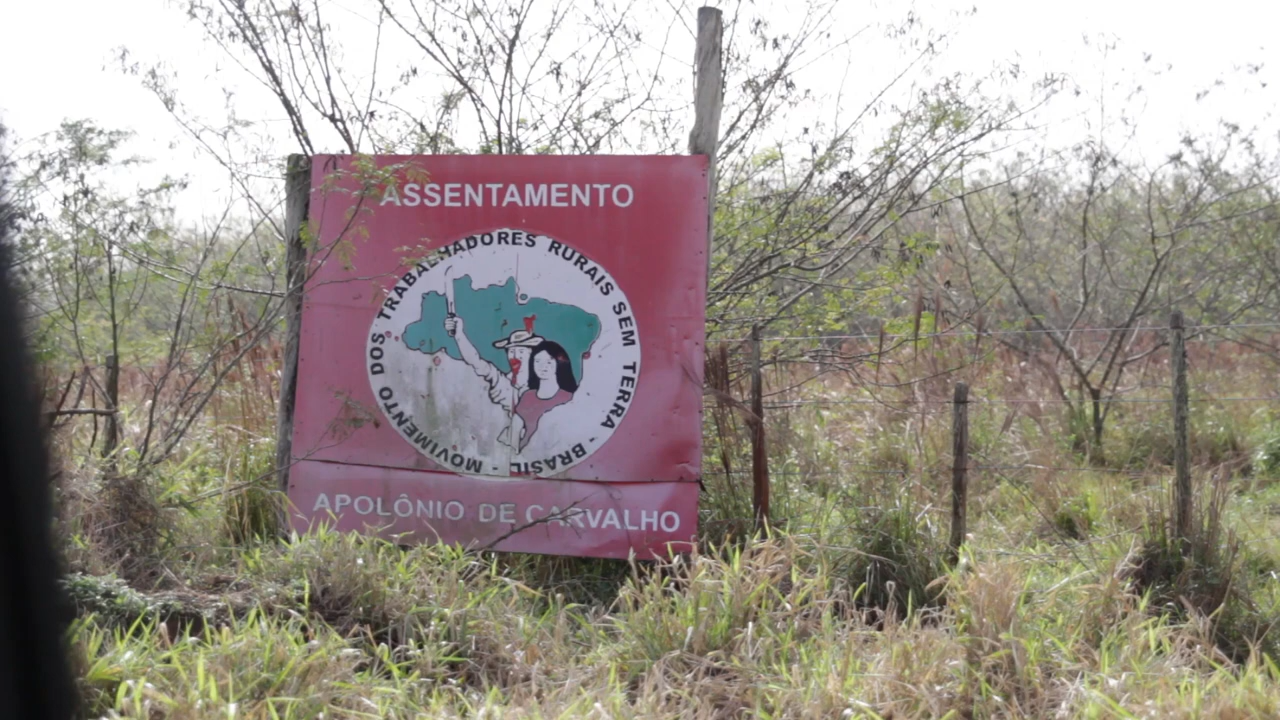 ASSENTAMENTO
MOVIMENTO DOS TRABALHADORES RURAIS SEM TERRA - BRASIL -
APOLÔNIO DE CARVALHO